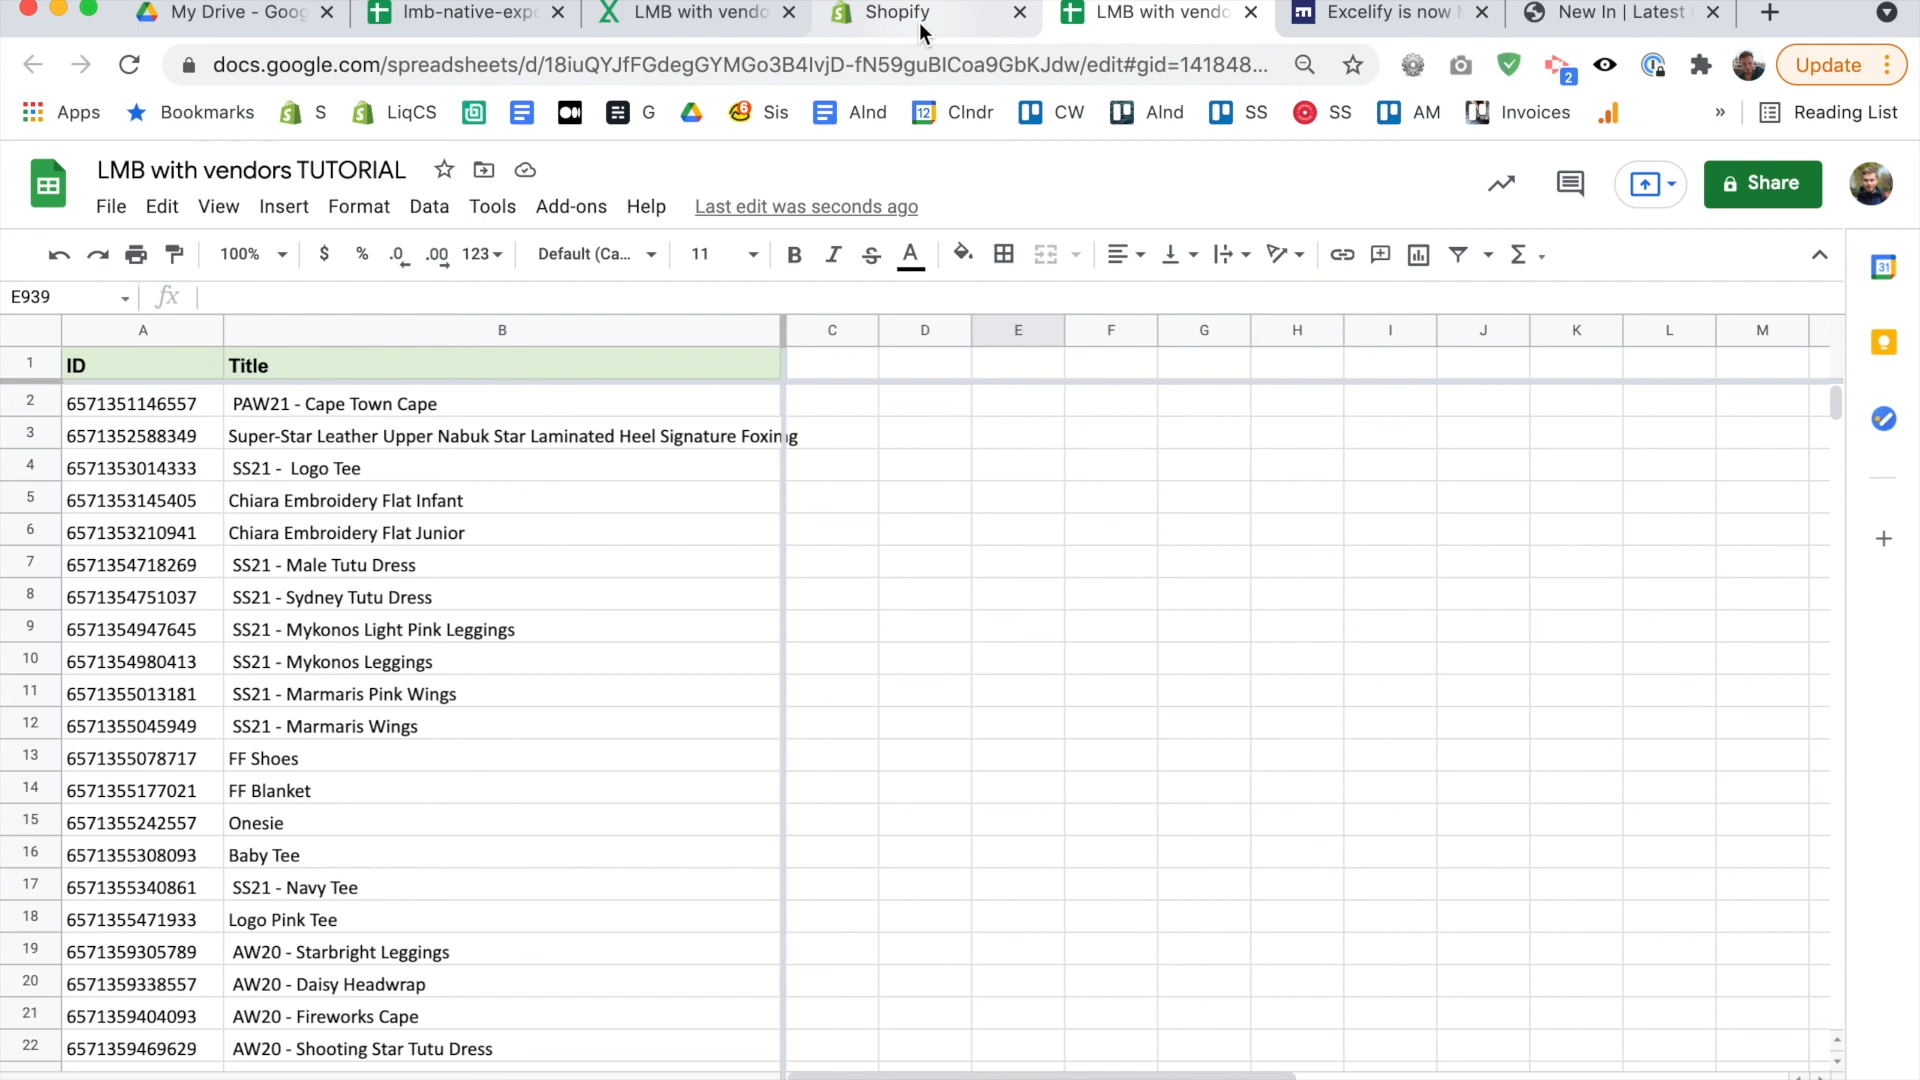 My Drive - Goog
lmb-native-expo
LMB with vendo
Shopify
LMB with vendo
Excelify is now
New In | Latest
docs.google.com/spreadsheets/d/18iuQYJfFGdegGYMGo3B4IvjD-fN59guBlCoa9GbKJdw/edit#gid=141848...
2
Update
Apps
Bookmarks
S
LiqCS
G
6
Sis
AInd
12
Clndr
CW
AInd
SS
SS
AM
Invoices
»
Reading List
LMB with vendors TUTORIAL
Share
File Edit View Insert Format Data Tools Add-ons Help Last edit was seconds ago
100% $ % .0 .00 123 Default (Ca... 11 B I S A Σ
31
E939 fx
A B C D E F G H I J K L M
1 ID Title
2 6571351146557 PAW21 - Cape Town Cape
3 6571352588349 Super-Star Leather Upper Nabuk Star Laminated Heel Signature Foxing
4 6571353014333 SS21 - Logo Tee
5 6571353145405 Chiara Embroidery Flat Infant
6 6571353210941 Chiara Embroidery Flat Junior
7 6571354718269 SS21 - Male Tutu Dress
8 6571354751037 SS21 - Sydney Tutu Dress
9 6571354947645 SS21 - Mykonos Light Pink Leggings
10 6571354980413 SS21 - Mykonos Leggings
11 6571355013181 SS21 - Marmaris Pink Wings
12 6571355045949 SS21 - Marmaris Wings
13 6571355078717 FF Shoes
14 6571355177021 FF Blanket
15 6571355242557 Onesie
16 6571355308093 Baby Tee
17 6571355340861 SS21 - Navy Tee
18 6571355471933 Logo Pink Tee
19 6571359305789 AW20 - Starbright Leggings
20 6571359338557 AW20 - Daisy Headwrap
21 6571359404093 AW20 - Fireworks Cape
22 6571359469629 AW20 - Shooting Star Tutu Dress